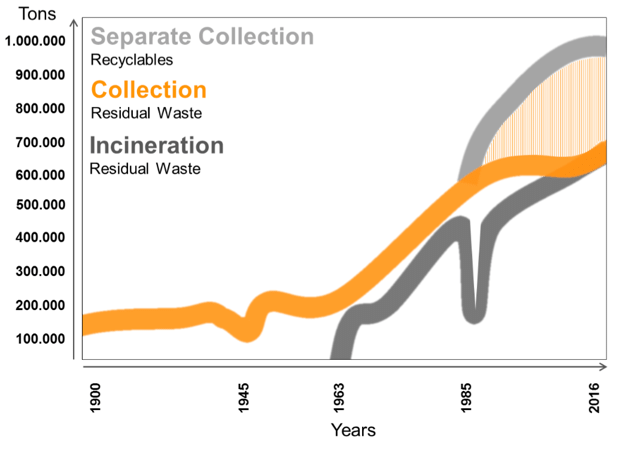 Tons
1.000.000
900.000
800.000
700.000
600.000
500.000
400.000
300.000
200.000
100.000
Separate Collection
Recyclables
Collection
Residual Waste
Incineration
Residual Waste
1900
1945
1963
1985
2016
Years